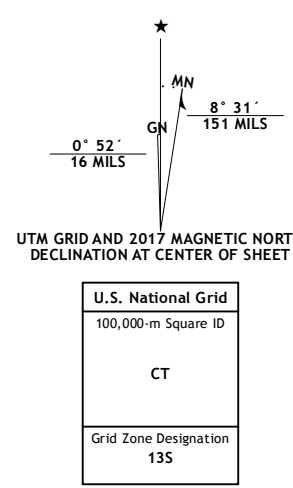 MN
8° 31´
151 MILS
GN
0° 52´
16 MILS
UTM GRID AND 2017 MAGNETIC NORT
DECLINATION AT CENTER OF SHEET
U.S. National Grid
100,000-m Square ID
CT
Grid Zone Designation
13S